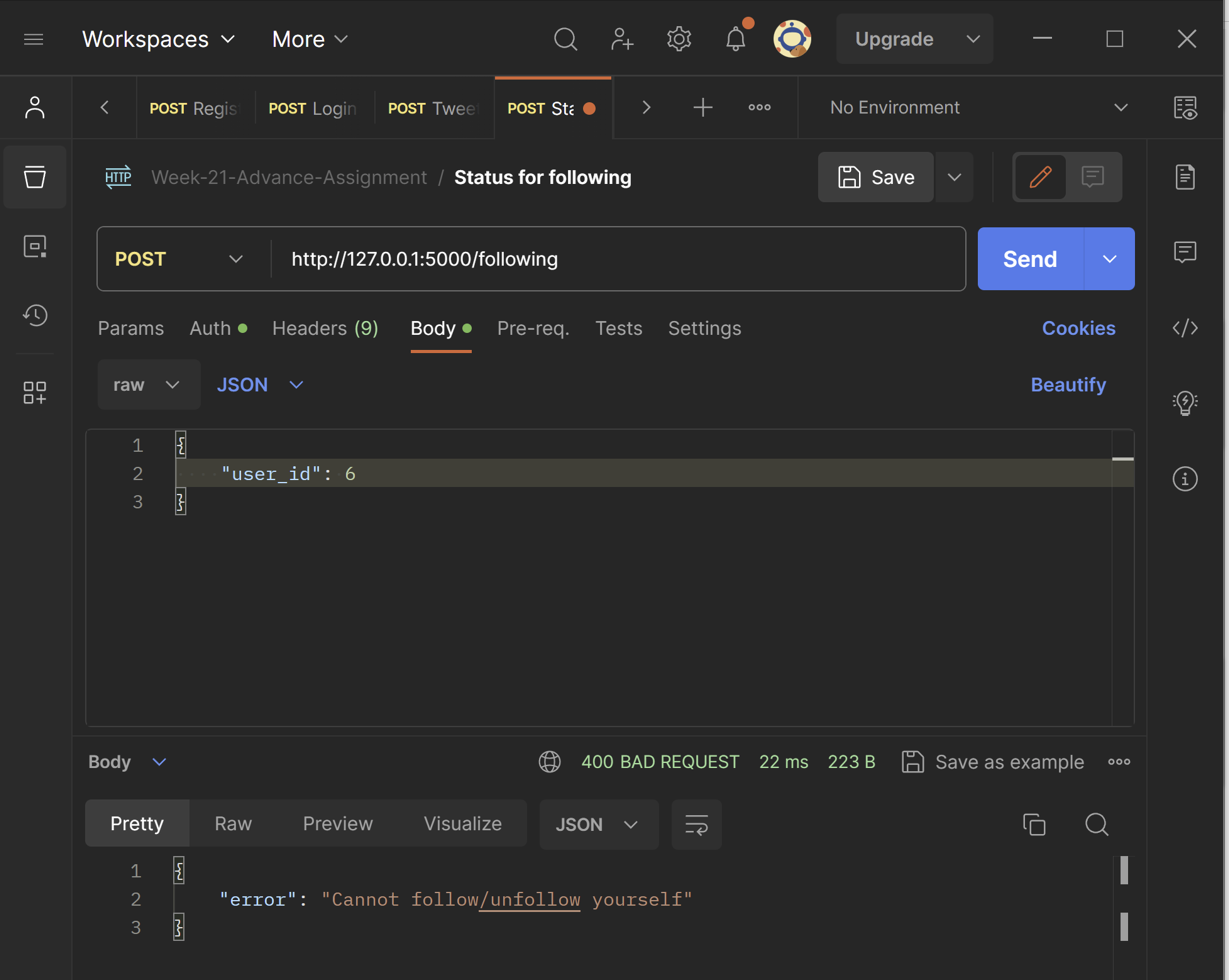 Workspaces More Upgrade
POST Regis POST Login POST Twee POST Sta No Environment
HTTP Week-21-Advance-Assignment / Status for following Save
POST http://127.0.0.1:5000/following Send
Params Auth Headers (9) Body Pre-req. Tests Settings Cookies
raw JSON Beautify
1 {
2 "user_id": 6
3 }
Body 400 BAD REQUEST 22 ms 223 B Save as example
Pretty Raw Preview Visualize JSON
1 {
2 "error": "Cannot follow/unfollow yourself"
3 }